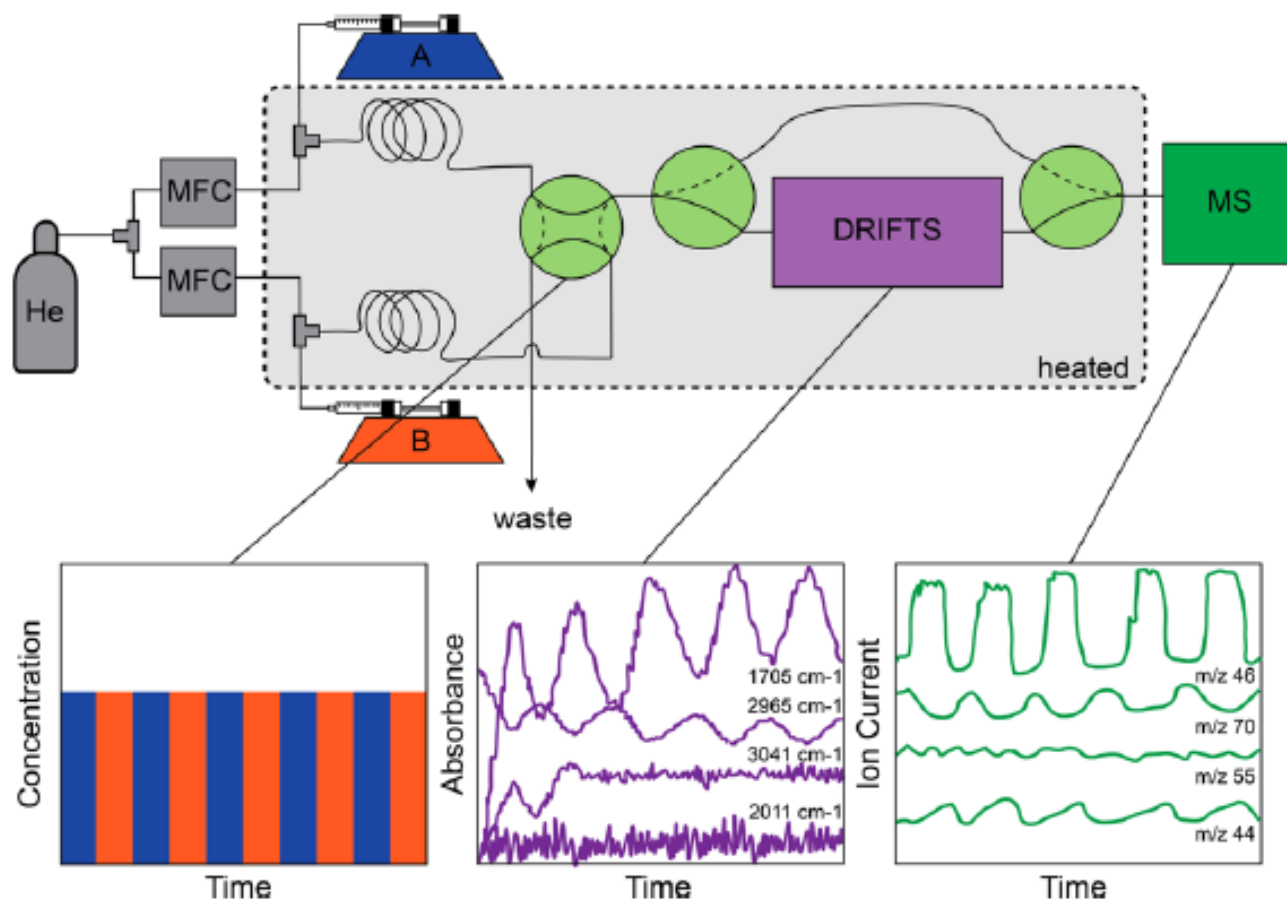 A
MFC
MFC
He
DRIFTS
MS
heated
B
waste
Concentration
Time
Absorbance
1705 cm-1
2965 cm-1
3041 cm-1
2011 cm-1
Time
Ion Current
m/z 46
m/z 70
m/z 55
m/z 44
Time